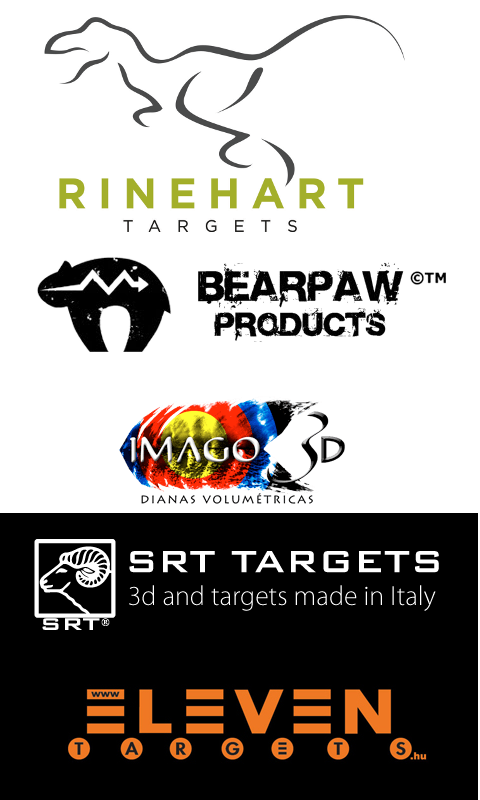 RINEHART
TARGETS
BEARPAW ©™
PRODUCTS
IMAGO 3D
DIANAS VOLUMÉTRICAS
SRT TARGETS
3d and targets made in Italy
SRT®
www
ELEVEN
TARGETS.hu